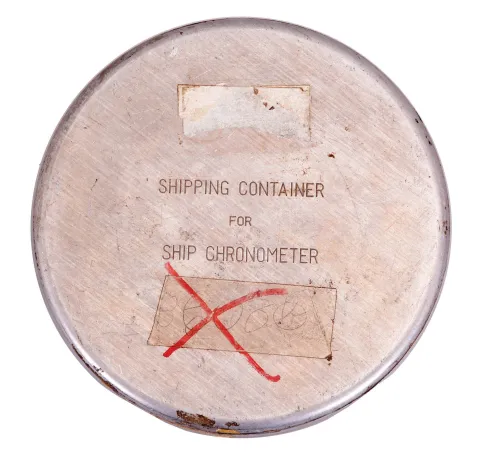 SHIPPING CONTAINER
FOR
SHIP CHRONOMETER